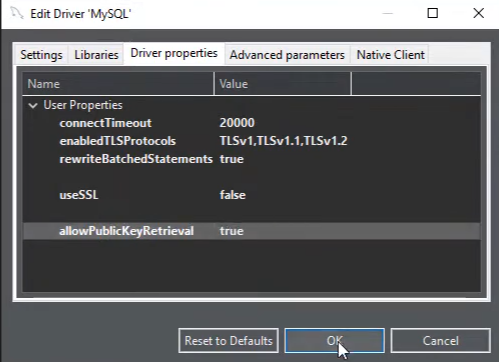 Edit Driver 'MySQL'
Settings Libraries Driver properties Advanced parameters Native Client
Name Value
User Properties
connectTimeout 20000
enabledTLSProtocols TLSv1,TLSv1.1,TLSv1.2
rewriteBatchedStatements true
useSSL false
allowPublicKeyRetrieval true
Reset to Defaults OK Cancel